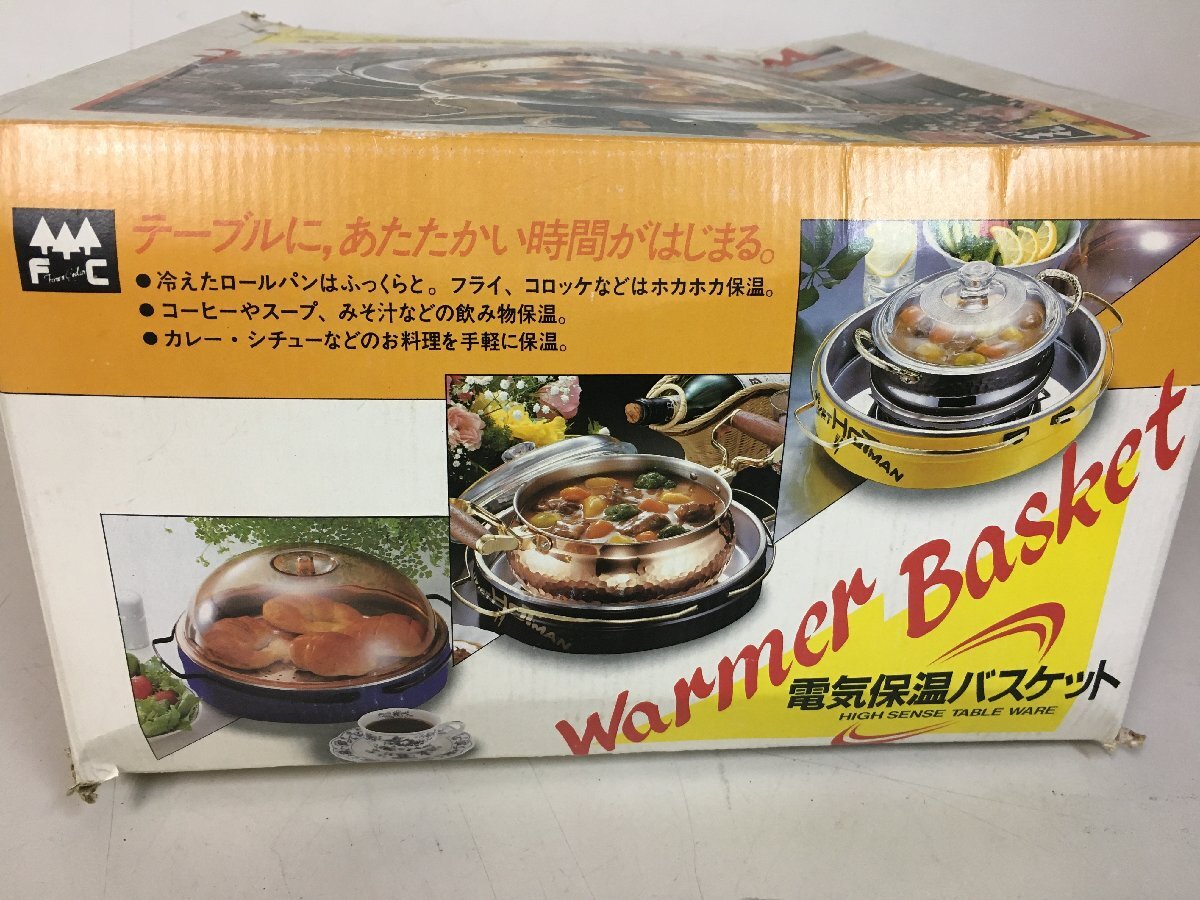 テーブルに,あたたかい時間がはじまる。
●冷えたロールパンはふっくらと。フライ、コロッケなどはホカホカ保温。
●コーヒーやスープ、みそ汁などの飲み物保温。
●カレー・シチューなどのお料理を手軽に保温。
F C
HOTMAN
HOTMAN
Warmer Basket
電気保温バスケット
HIGH SENSE TABLE WARE